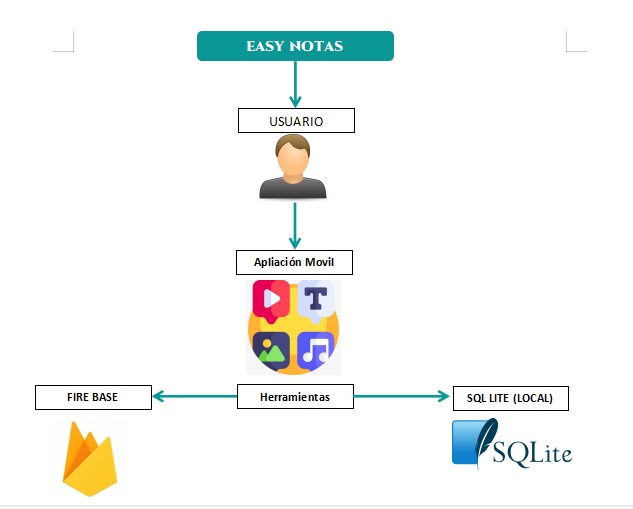 EASY NOTAS
USUARIO
Apliación Movil
T
Herramientas
FIRE BASE
SQL LITE (LOCAL)
SQLite